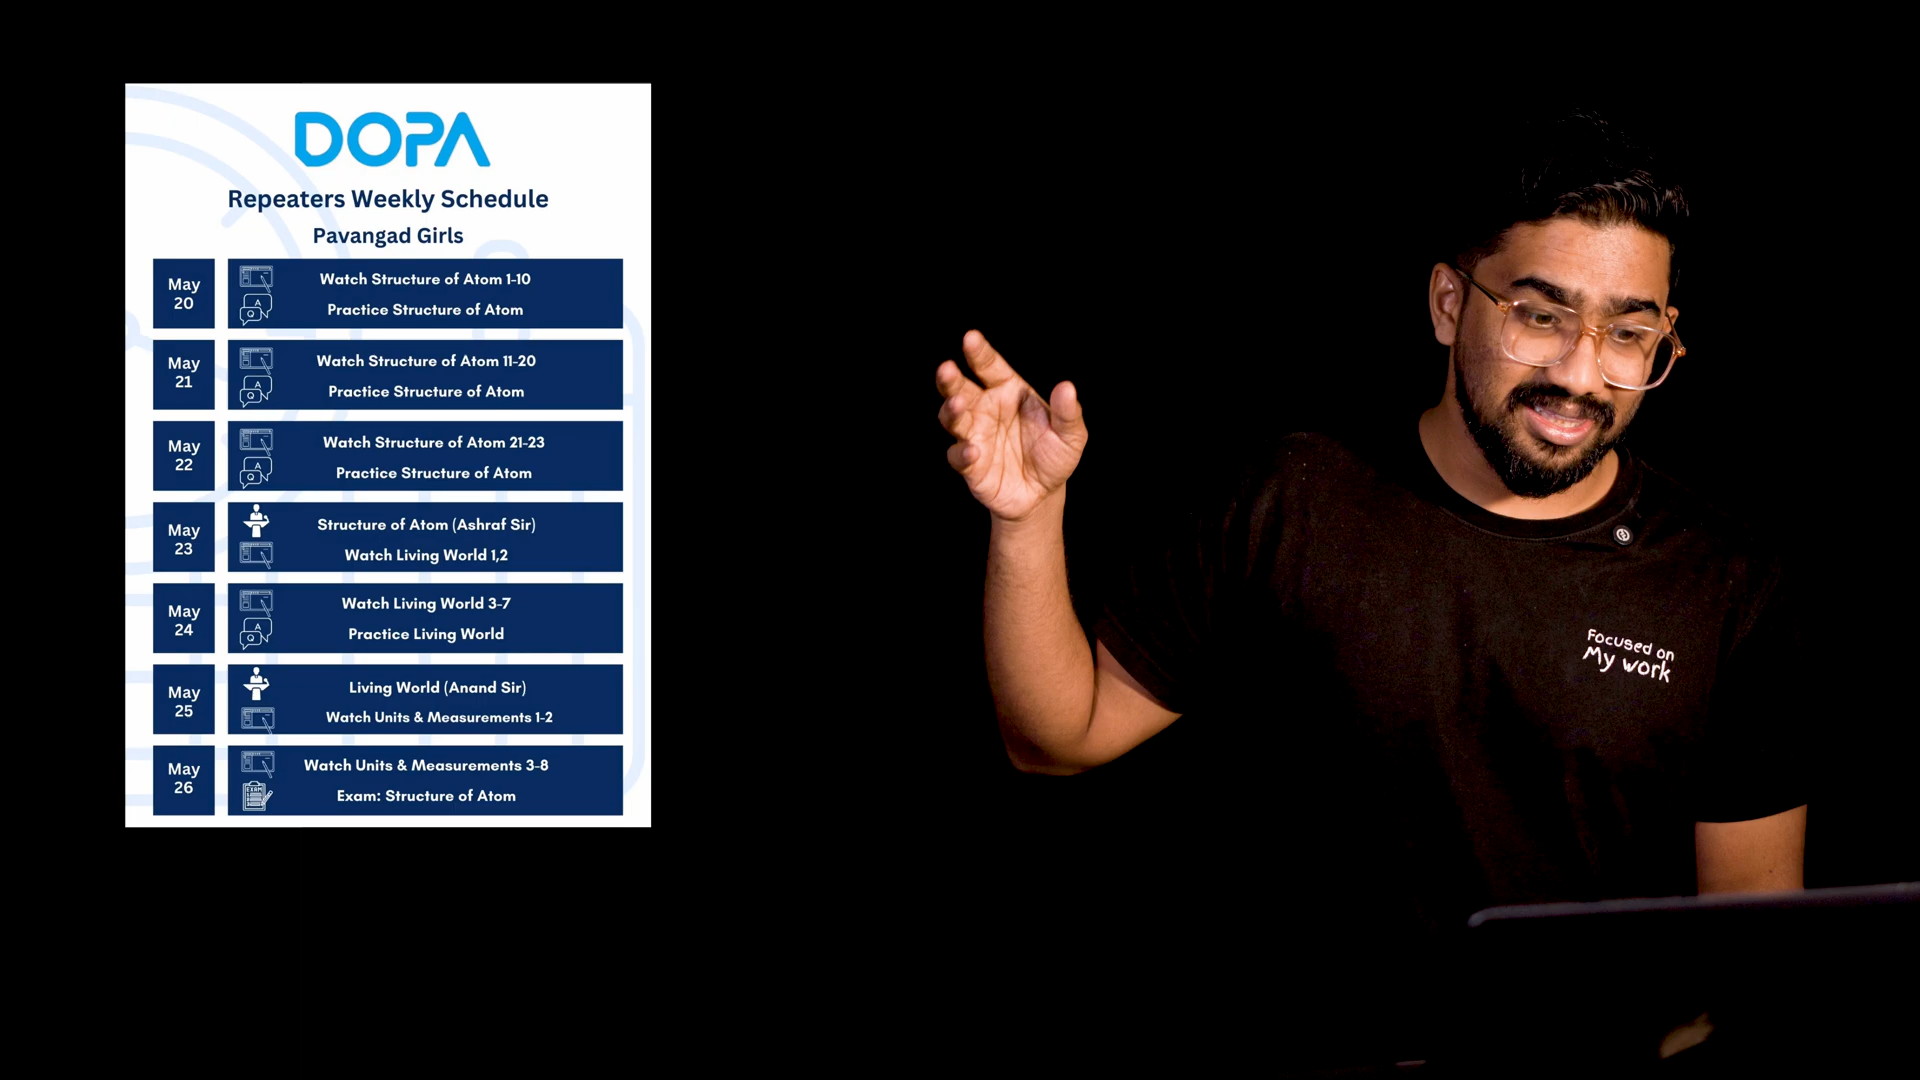 DOPA
Repeaters Weekly Schedule
Pavangad Girls
May
20
Watch Structure of Atom 1-10
A
Q
Practice Structure of Atom
May
21
Watch Structure of Atom 11-20
A
Q
Practice Structure of Atom
May
22
Watch Structure of Atom 21-23
A
Q
Practice Structure of Atom
May
23
Structure of Atom (Ashraf Sir)
Watch Living World 1,2
May
24
Watch Living World 3-7
A
Q
Practice Living World
May
25
Living World (Anand Sir)
Watch Units & Measurements 1-2
May
26
Watch Units & Measurements 3-8
EXAM
Exam: Structure of Atom
Focused on
My work